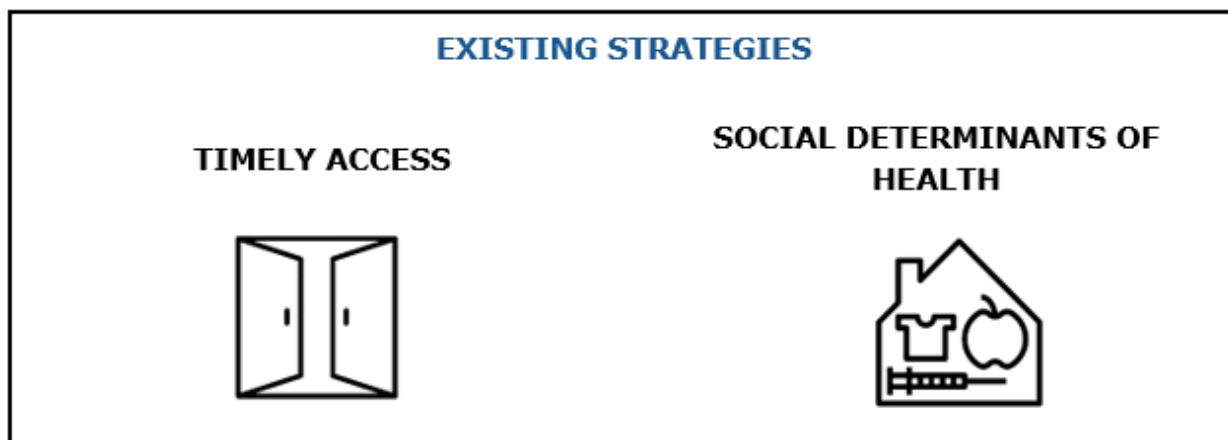 EXISTING STRATEGIES
TIMELY ACCESS
SOCIAL DETERMINANTS OF
HEALTH